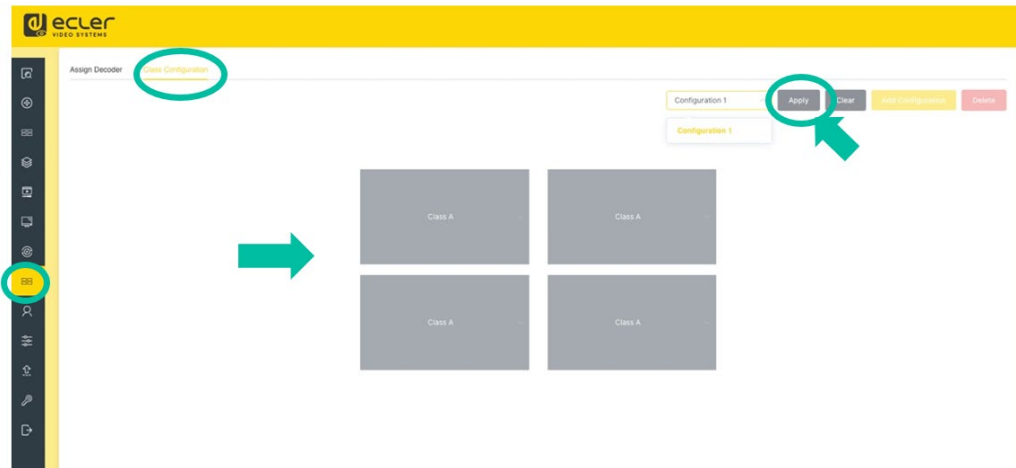 ecler
VIDEO SYSTEMS
Assign Decoder Class Configuration
Configuration 1 Apply Clear Add Configuration Delete
Configuration 1
Class A Class A
Class A Class A